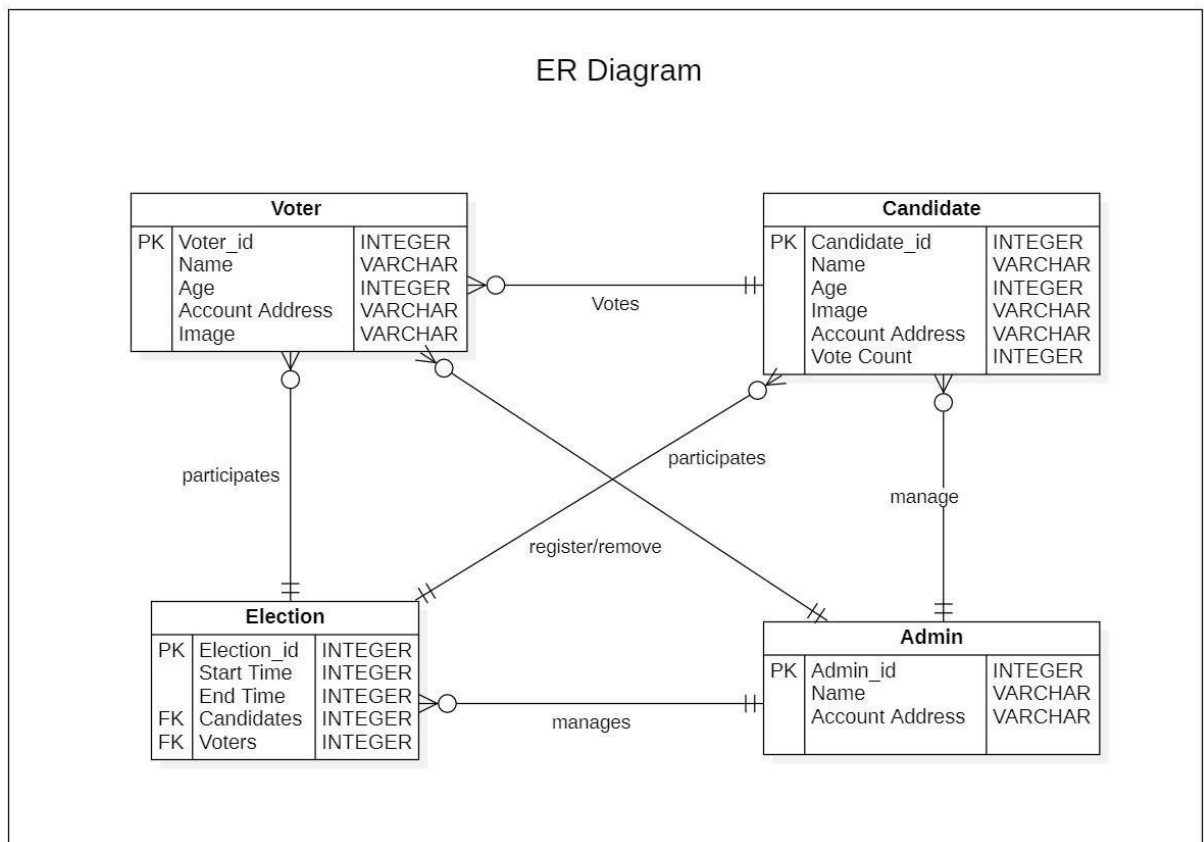 ER Diagram
Voter
PK Voter_id INTEGER
Name VARCHAR
Age INTEGER
Account Address VARCHAR
Image VARCHAR
Candidate
PK Candidate_id INTEGER
Name VARCHAR
Age INTEGER
Image VARCHAR
Account Address VARCHAR
Vote Count INTEGER
Votes
participates
participates
manage
register/remove
Election
PK Election_id INTEGER
Start Time INTEGER
End Time INTEGER
FK Candidates INTEGER
FK Voters INTEGER
manages
Admin
PK Admin_id INTEGER
Name VARCHAR
Account Address VARCHAR